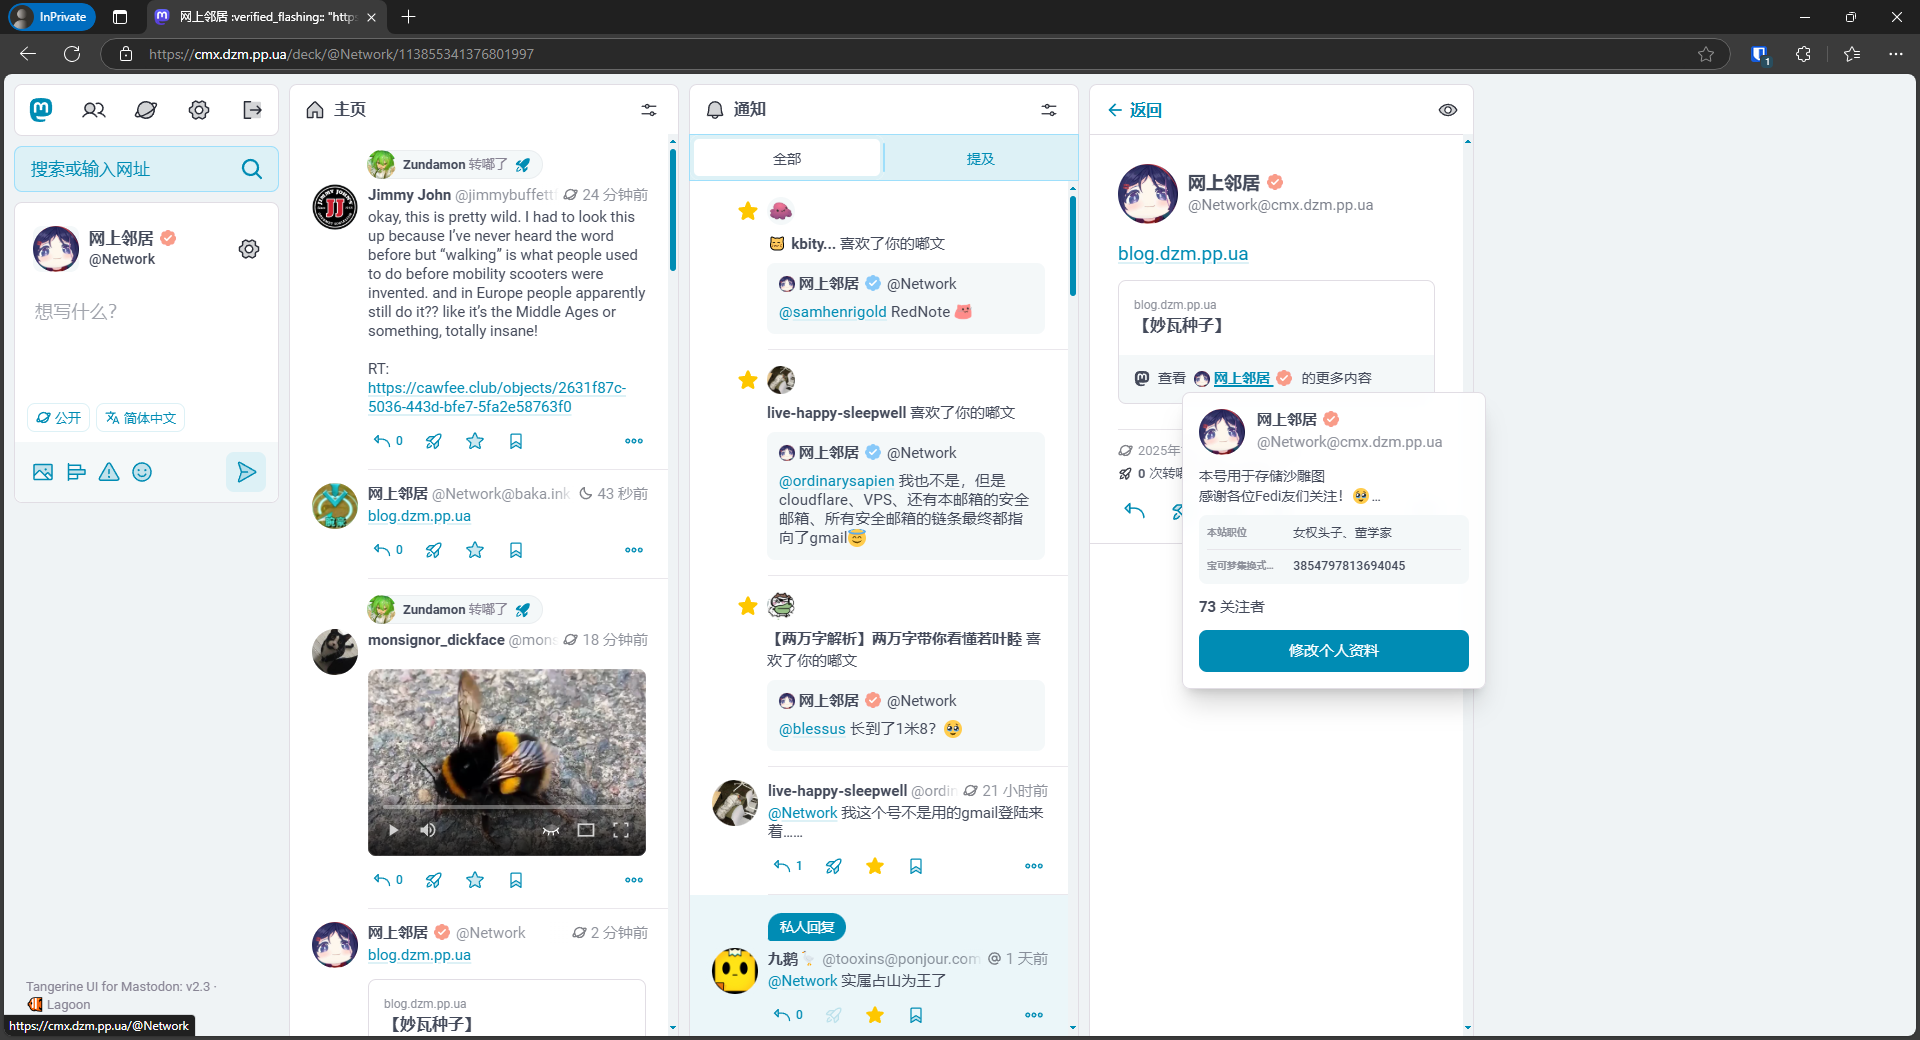 InPrivate
网上邻居 :verified_flashing:: "https
https://cmx.dzm.pp.ua/deck/@Network/113855341376801997
1
搜索或输入网址
网上邻居
@Network
想写什么?
公开
简体中文
Tangerine UI for Mastodon: v2.3 ·
Lagoon
https://cmx.dzm.pp.ua/@Network
主页
Zundamon 转嘟了
Jimmy John @jimmybuffett 24 分钟前
okay, this is pretty wild. I had to look this
up because I’ve never heard the word
before but “walking” is what people used
to do before mobility scooters were
invented. and in Europe people apparently
still do it?? like it’s the Middle Ages or
something, totally insane!
RT:
https://cawfee.club/objects/2631f87c-
5036-443d-bfe7-5fa2e58763f0
0
网上邻居 @Network@baka.ink 43 秒前
blog.dzm.pp.ua
0
Zundamon 转嘟了
monsignor_dickface @mons 18 分钟前
0
网上邻居 @Network 2 分钟前
blog.dzm.pp.ua
blog.dzm.pp.ua
【妙瓦种子】
通知
全部
提及
kbity... 喜欢了你的嘟文
网上邻居 @Network
@samhenrigold RedNote
live-happy-sleepwell 喜欢了你的嘟文
网上邻居 @Network
@ordinarysapien 我也不是，但是
cloudflare、VPS、还有本邮箱的安全
邮箱、所有安全邮箱的链条最终都指
向了gmail😇
【两万字解析】两万字带你看懂若叶睦 喜
欢了你的嘟文
网上邻居 @Network
@blessus 长到了1米8？🥹
live-happy-sleepwell @ordin 21 小时前
@Network 我这个号不是用的gmail登陆来
着……
1
私人回复
九鹅 @tooxins@ponjour.com 1 天前
@Network 实属占山为王了
0
返回
网上邻居
@Network@cmx.dzm.pp.ua
blog.dzm.pp.ua
blog.dzm.pp.ua
【妙瓦种子】
查看 网上邻居 的更多内容
2025年
0 次转嘟
网上邻居
@Network@cmx.dzm.pp.ua
本号用于存储沙雕图
感谢各位Fedi友们关注！🥹...
本站职位 女权头子、董学家
宝可梦集换式... 3854797813694045
73 关注者
修改个人资料